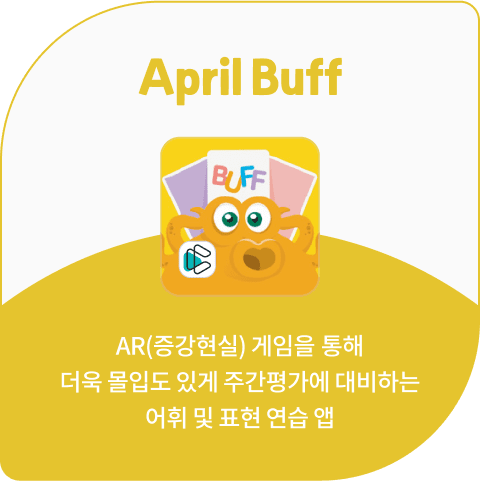 April Buff
BUFF
AR(증강현실) 게임을 통해
더욱 몰입도 있게 주간평가에 대비하는
어휘 및 표현 연습 앱